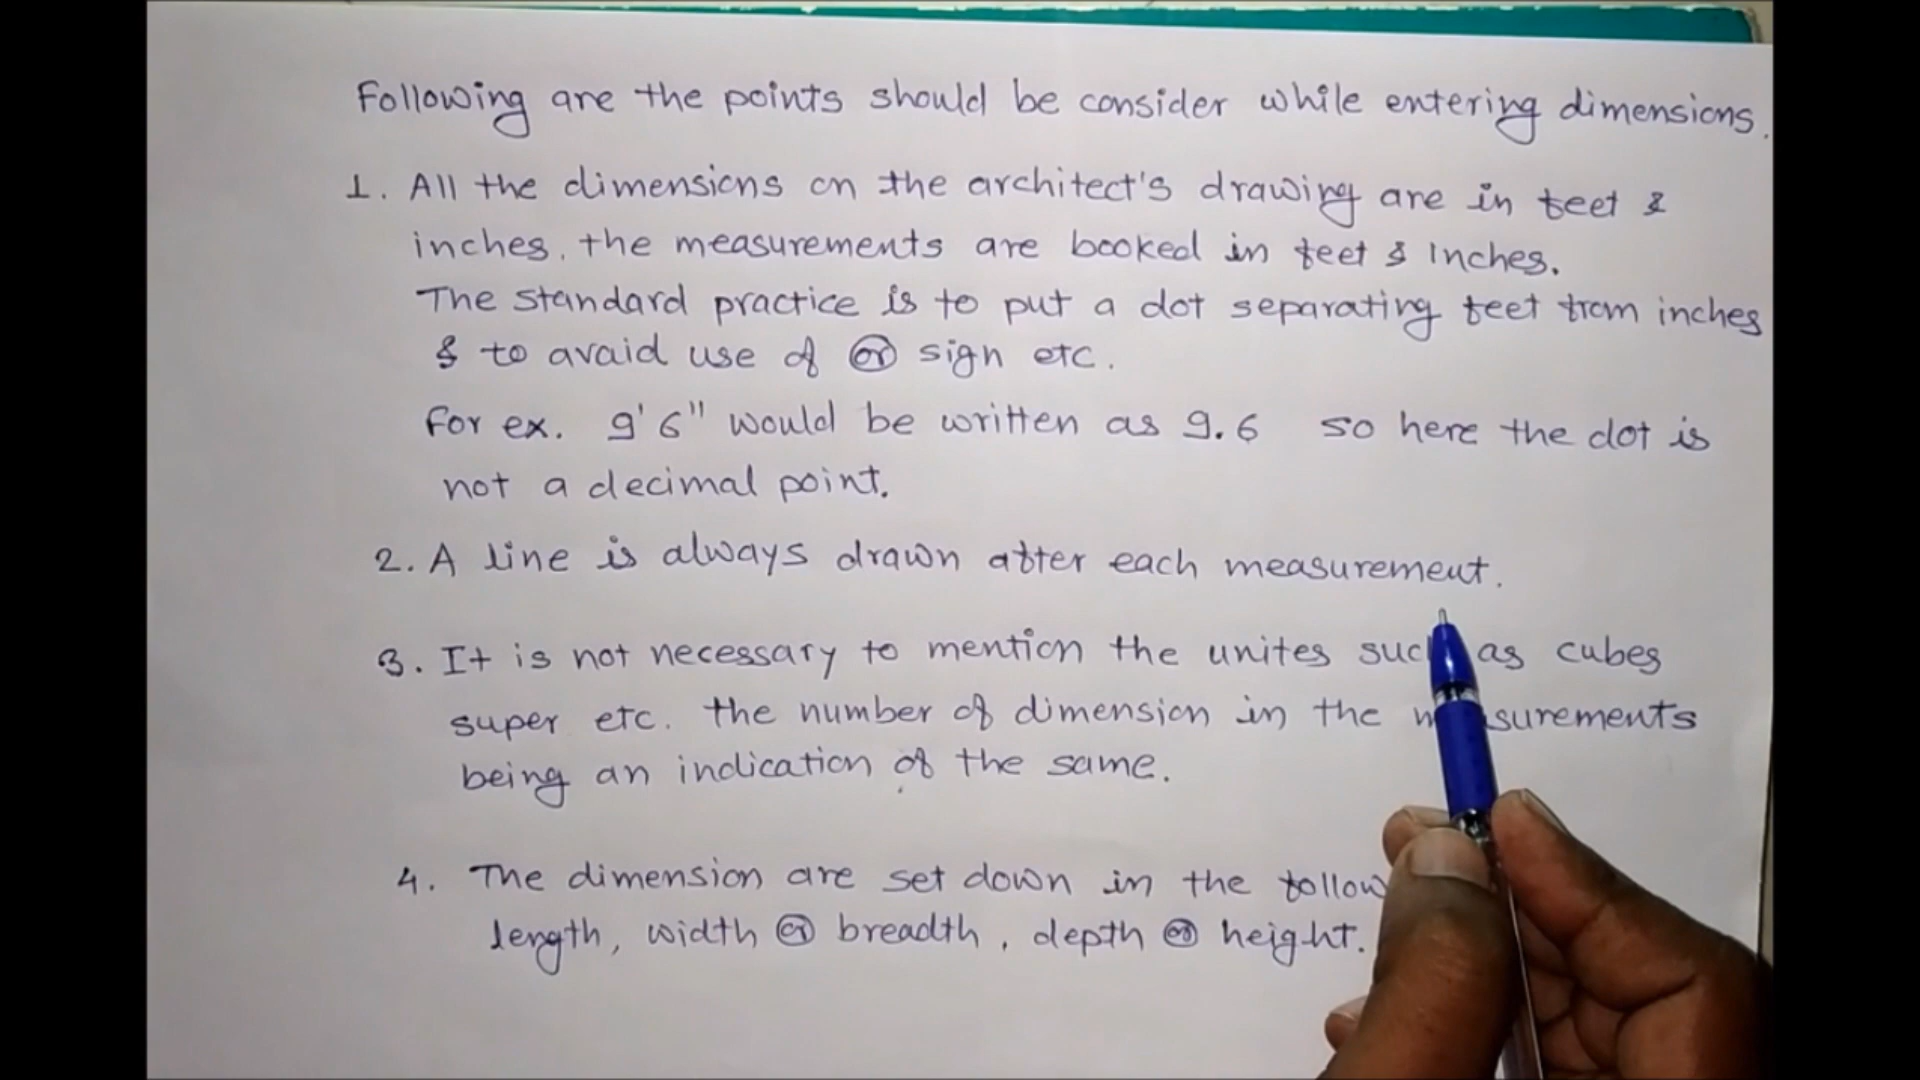 Following are the points should be consider while entering dimensions.
1. All the dimensions on the architect's drawing are in feet &
inches. the measurements are booked in feet & Inches.
The standard practice is to put a dot separating feet from inches
& to avaid use of or sign etc.
For ex. 9'6" would be written as 9.6 so here the dot is
not a decimal point.
2. A line is always drawn after each measurement.
3. It is not necessary to mention the unites such as cubes
super etc. the number of dimension in the measurements
being an indication of the same.
4. The dimension are set down in the follow
length, width or breadth, depth or height.